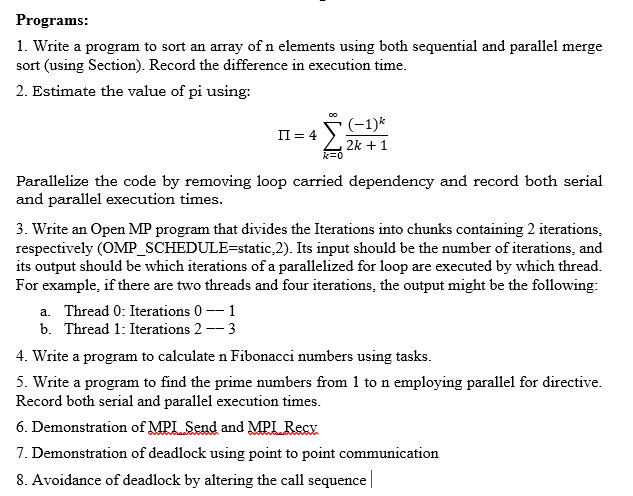 Programs:
1. Write a program to sort an array of n elements using both sequential and parallel merge
sort (using Section). Record the difference in execution time.
2. Estimate the value of pi using:
Π = 4 ∑_{k=0}^{∞} (−1)^k / (2k + 1)
Parallelize the code by removing loop carried dependency and record both serial
and parallel execution times.
3. Write an Open MP program that divides the Iterations into chunks containing 2 iterations,
respectively (OMP_SCHEDULE=static,2). Its input should be the number of iterations, and
its output should be which iterations of a parallelized for loop are executed by which thread.
For example, if there are two threads and four iterations, the output might be the following:
a. Thread 0: Iterations 0 −− 1
b. Thread 1: Iterations 2 −− 3
4. Write a program to calculate n Fibonacci numbers using tasks.
5. Write a program to find the prime numbers from 1 to n employing parallel for directive.
Record both serial and parallel execution times.
6. Demonstration of MPI_Send and MPI_Recv
7. Demonstration of deadlock using point to point communication
8. Avoidance of deadlock by altering the call sequence